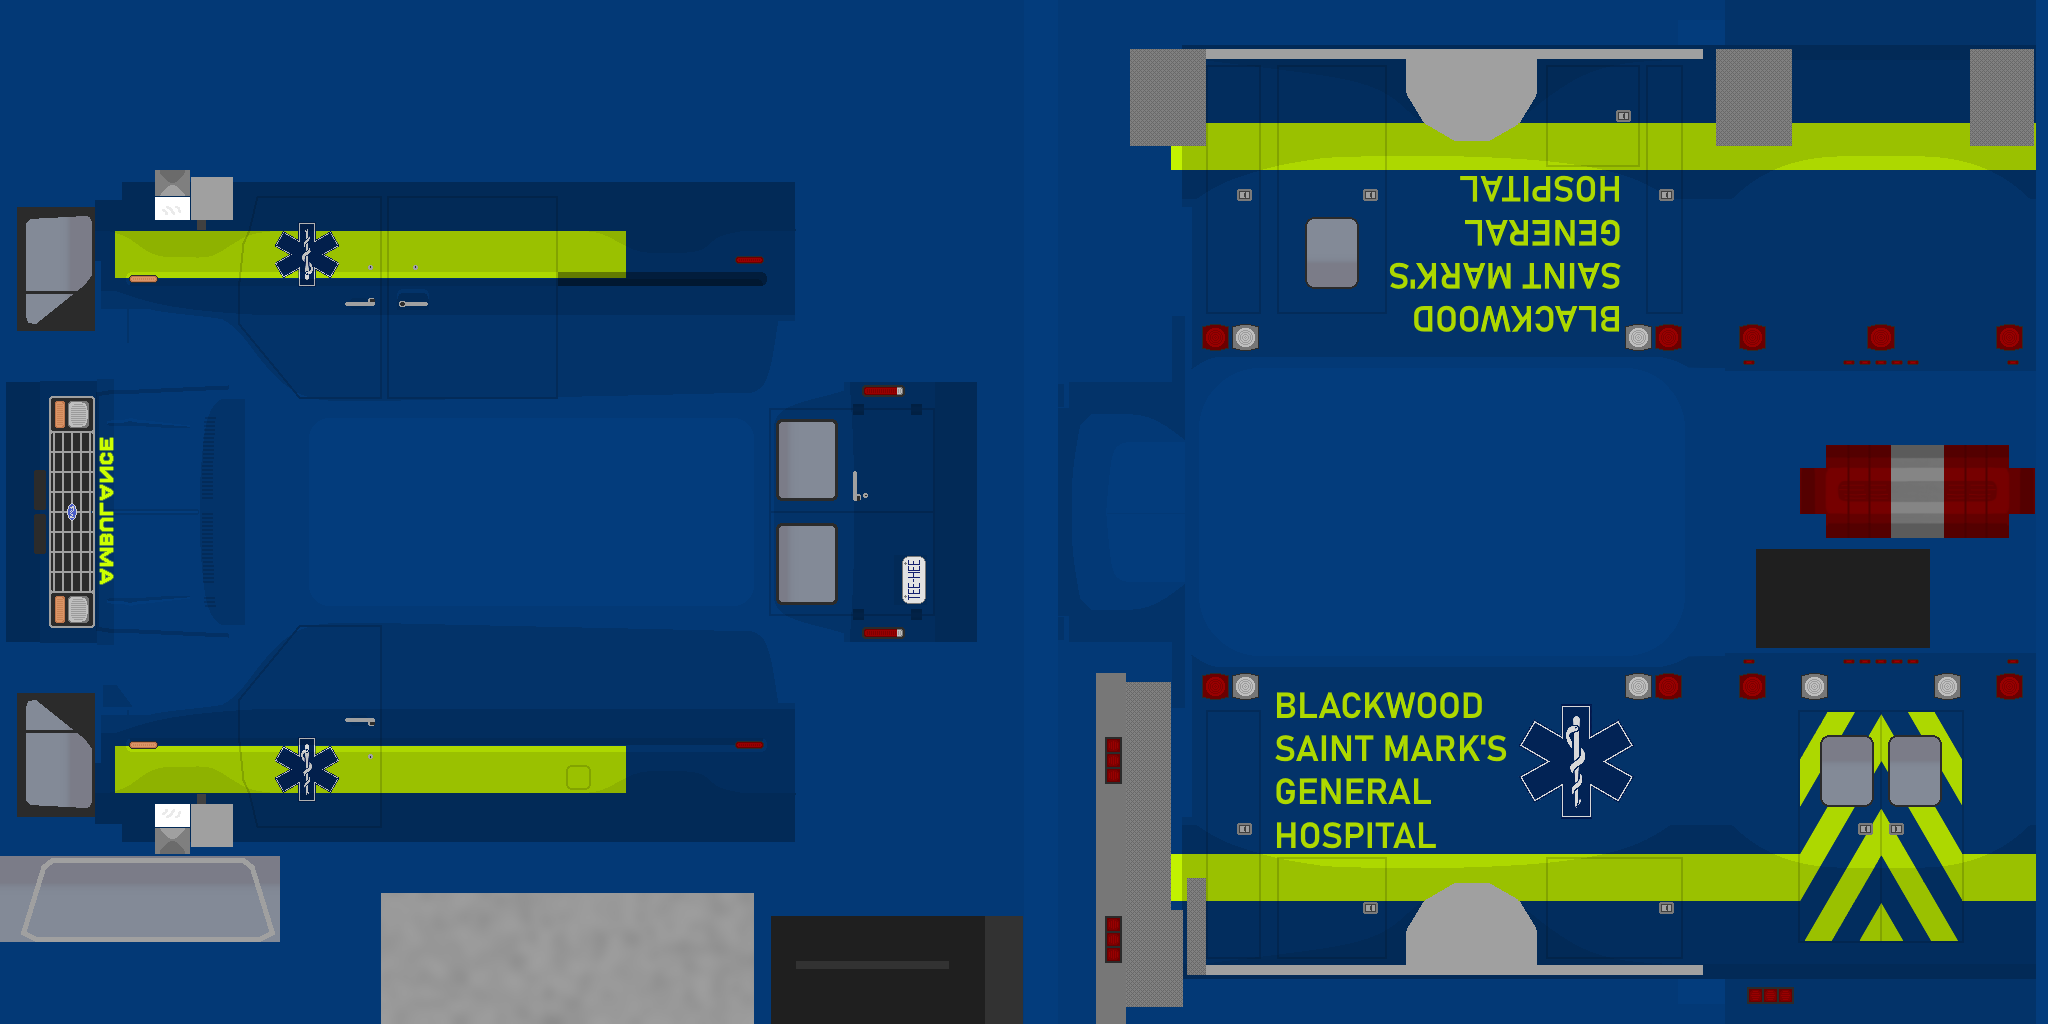 AMBULANCE
TEE-HEE
BLACKWOOD
SAINT MARK'S
GENERAL
HOSPITAL
BLACKWOOD
SAINT MARK'S
GENERAL
HOSPITAL